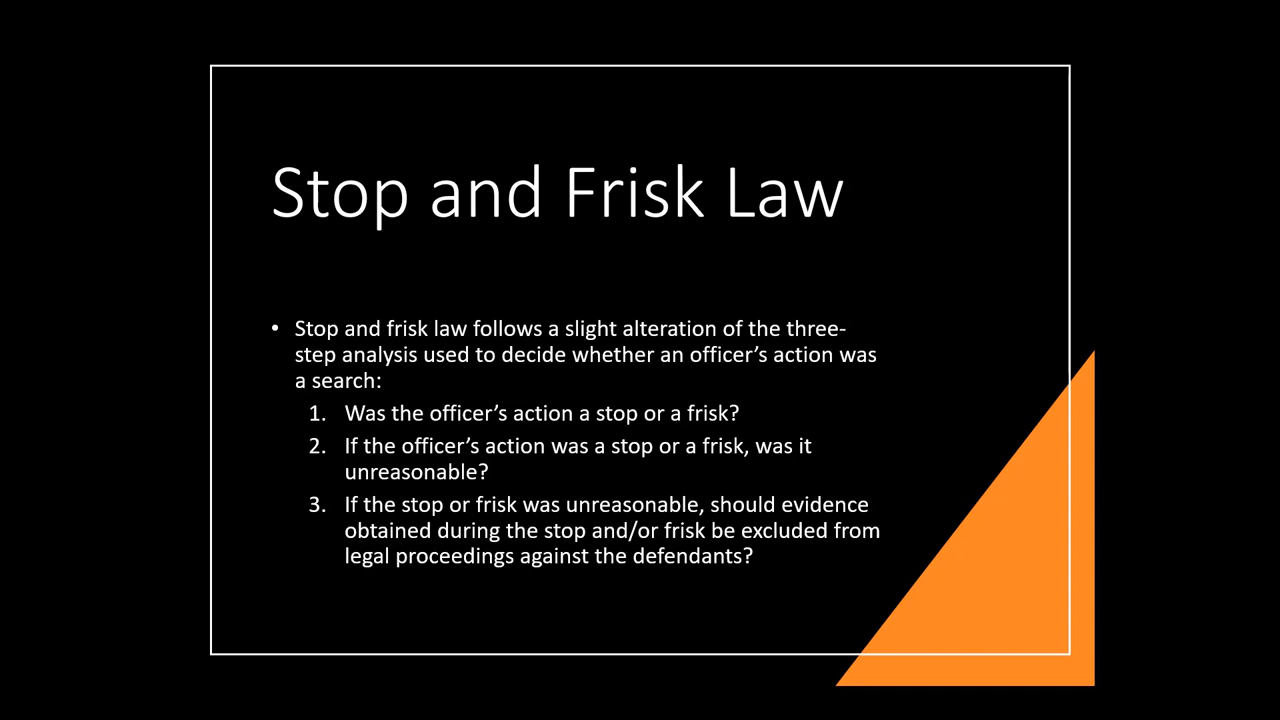 Stop and Frisk Law
• Stop and frisk law follows a slight alteration of the three-
step analysis used to decide whether an officer’s action was
a search:
1. Was the officer’s action a stop or a frisk?
2. If the officer’s action was a stop or a frisk, was it
unreasonable?
3. If the stop or frisk was unreasonable, should evidence
obtained during the stop and/or frisk be excluded from
legal proceedings against the defendants?